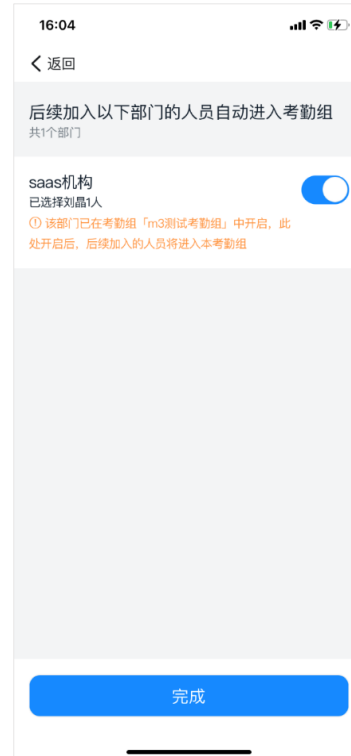 16:04
返回
后续加入以下部门的人员自动进入考勤组
共1个部门
saas机构
已选择刘晶1人
① 该部门已在考勤组「m3测试考勤组」中开启，此
处开启后，后续加入的人员将进入本考勤组
完成